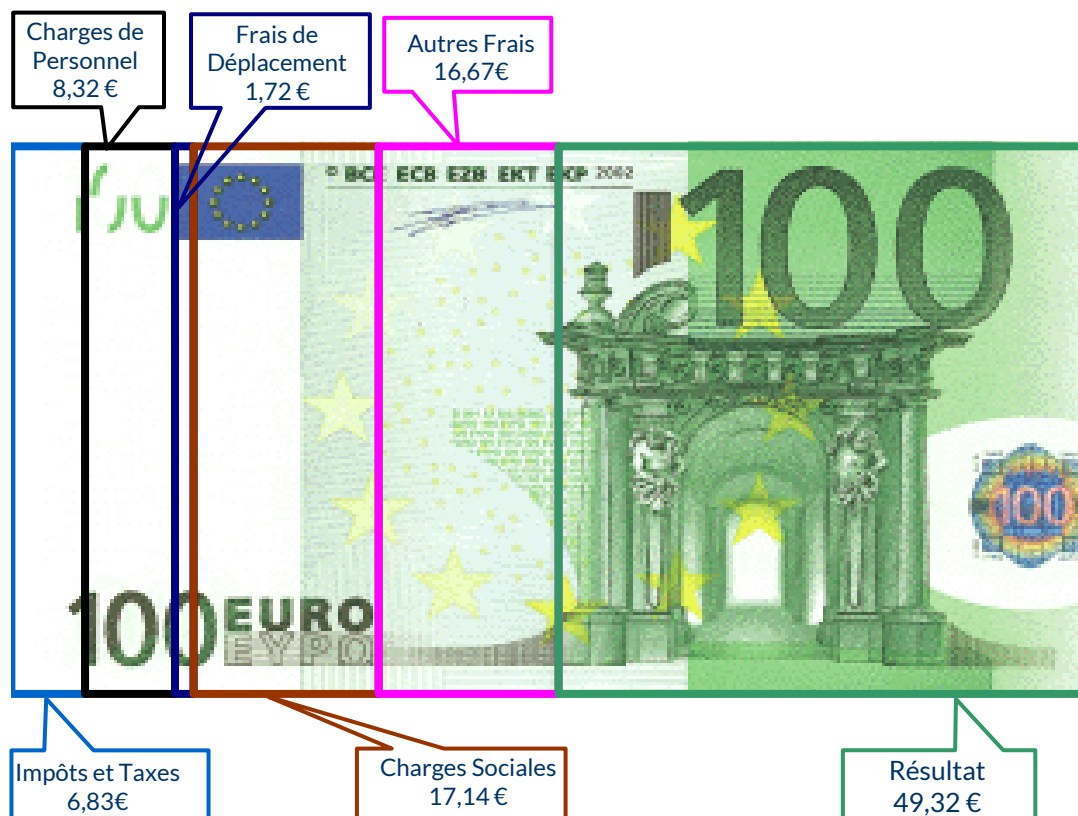 Charges de
Personnel
8,32 €
Frais de
Déplacement
1,72 €
Autres Frais
16,67€
© BCE ECB EZB EKT EKP 2002
100
100
100 EURO
ΕΥΡΩ
Impôts et Taxes
6,83€
Charges Sociales
17,14 €
Résultat
49,32 €